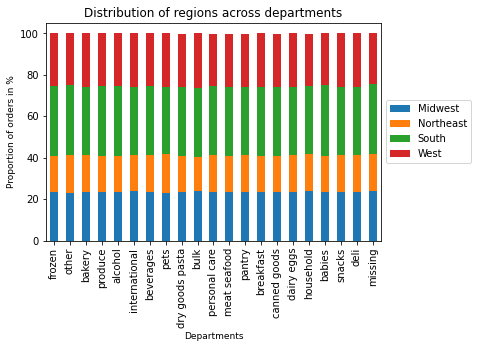 Distribution of regions across departments
Proportion of orders in %
100
80
60
40
20
0
frozen
other
bakery
produce
alcohol
international
beverages
pets
dry goods pasta
bulk
personal care
meat seafood
pantry
breakfast
canned goods
dairy eggs
household
babies
snacks
deli
missing
Departments
Midwest
Northeast
South
West